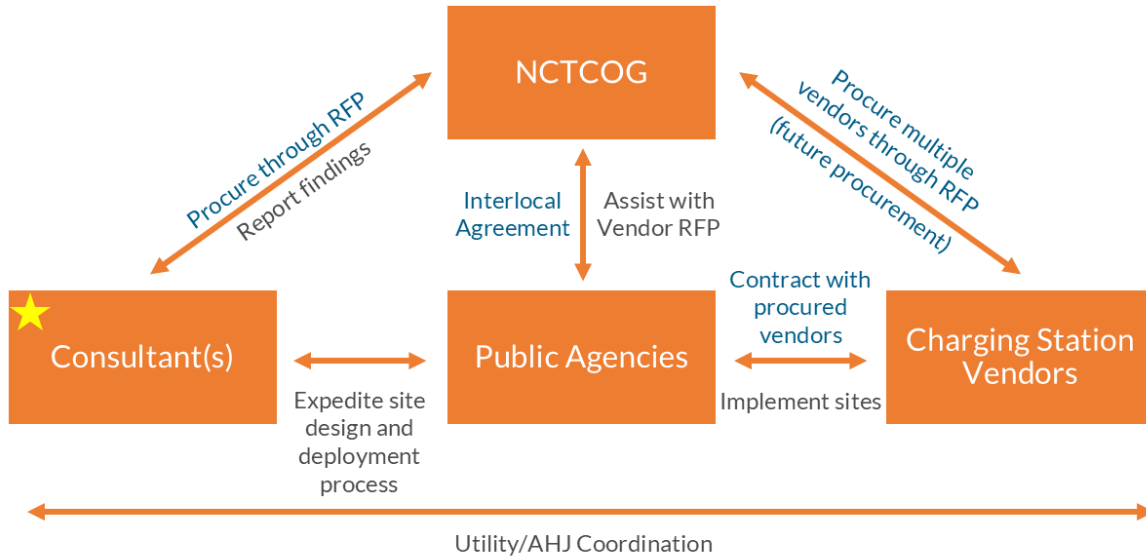 NCTCOG
Procure through RFP
Report findings
Interlocal
Agreement
Assist with
Vendor RFP
Procure multiple
vendors through RFP
(future procurement)
Consultant(s)
Expedite site
design and
deployment
process
Public Agencies
Contract with
procured
vendors
Implement sites
Charging Station
Vendors
Utility/AHJ Coordination